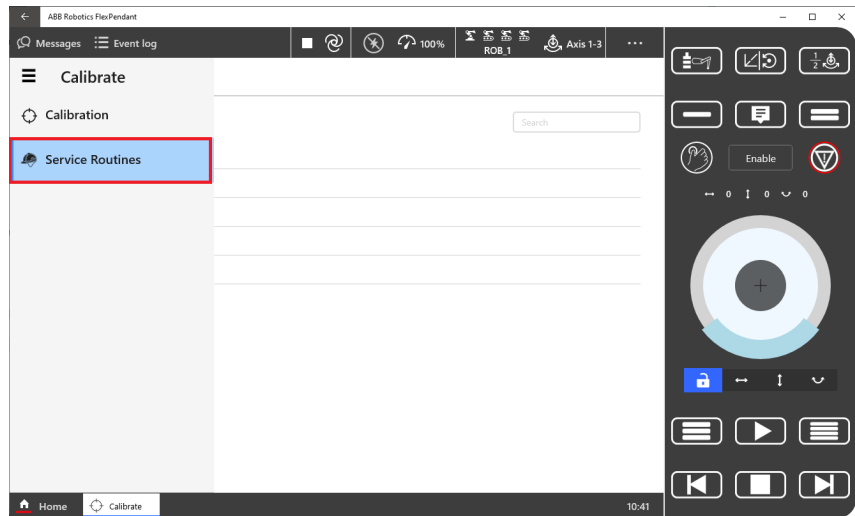 ABB Robotics FlexPendant
Messages Event log 100% ROB_1 Axis 1-3 ...
Calibrate
Calibration
Search
Service Routines
Enable
0 0 0
Home Calibrate 10:41